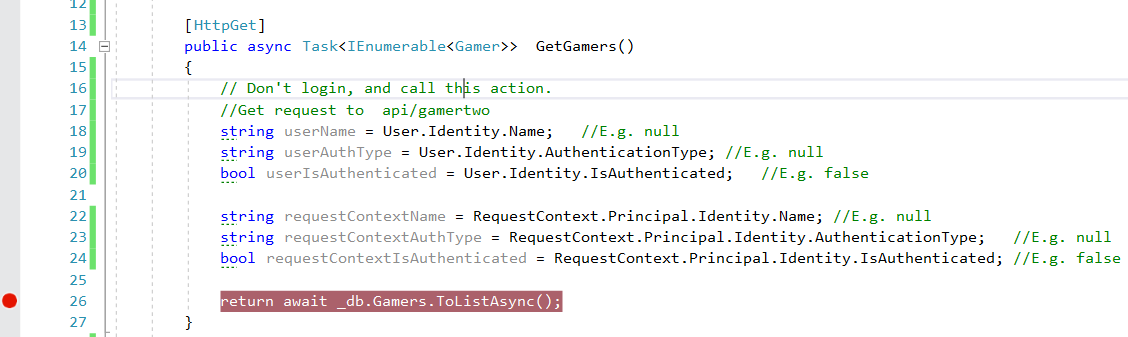 12
13 [HttpGet]
14 public async Task<IEnumerable<Gamer>>  GetGamers()
15 {
16 // Don't login, and call this action.
17 //Get request to  api/gamertwo
18 string userName = User.Identity.Name;   //E.g. null
19 string userAuthType = User.Identity.AuthenticationType; //E.g. null
20 bool userIsAuthenticated = User.Identity.IsAuthenticated;   //E.g. false
21
22 string requestContextName = RequestContext.Principal.Identity.Name; //E.g. null
23 string requestContextAuthType = RequestContext.Principal.Identity.AuthenticationType;   //E.g. null
24 bool requestContextIsAuthenticated = RequestContext.Principal.Identity.IsAuthenticated; //E.g. false
25
26 return await _db.Gamers.ToListAsync();
27 }